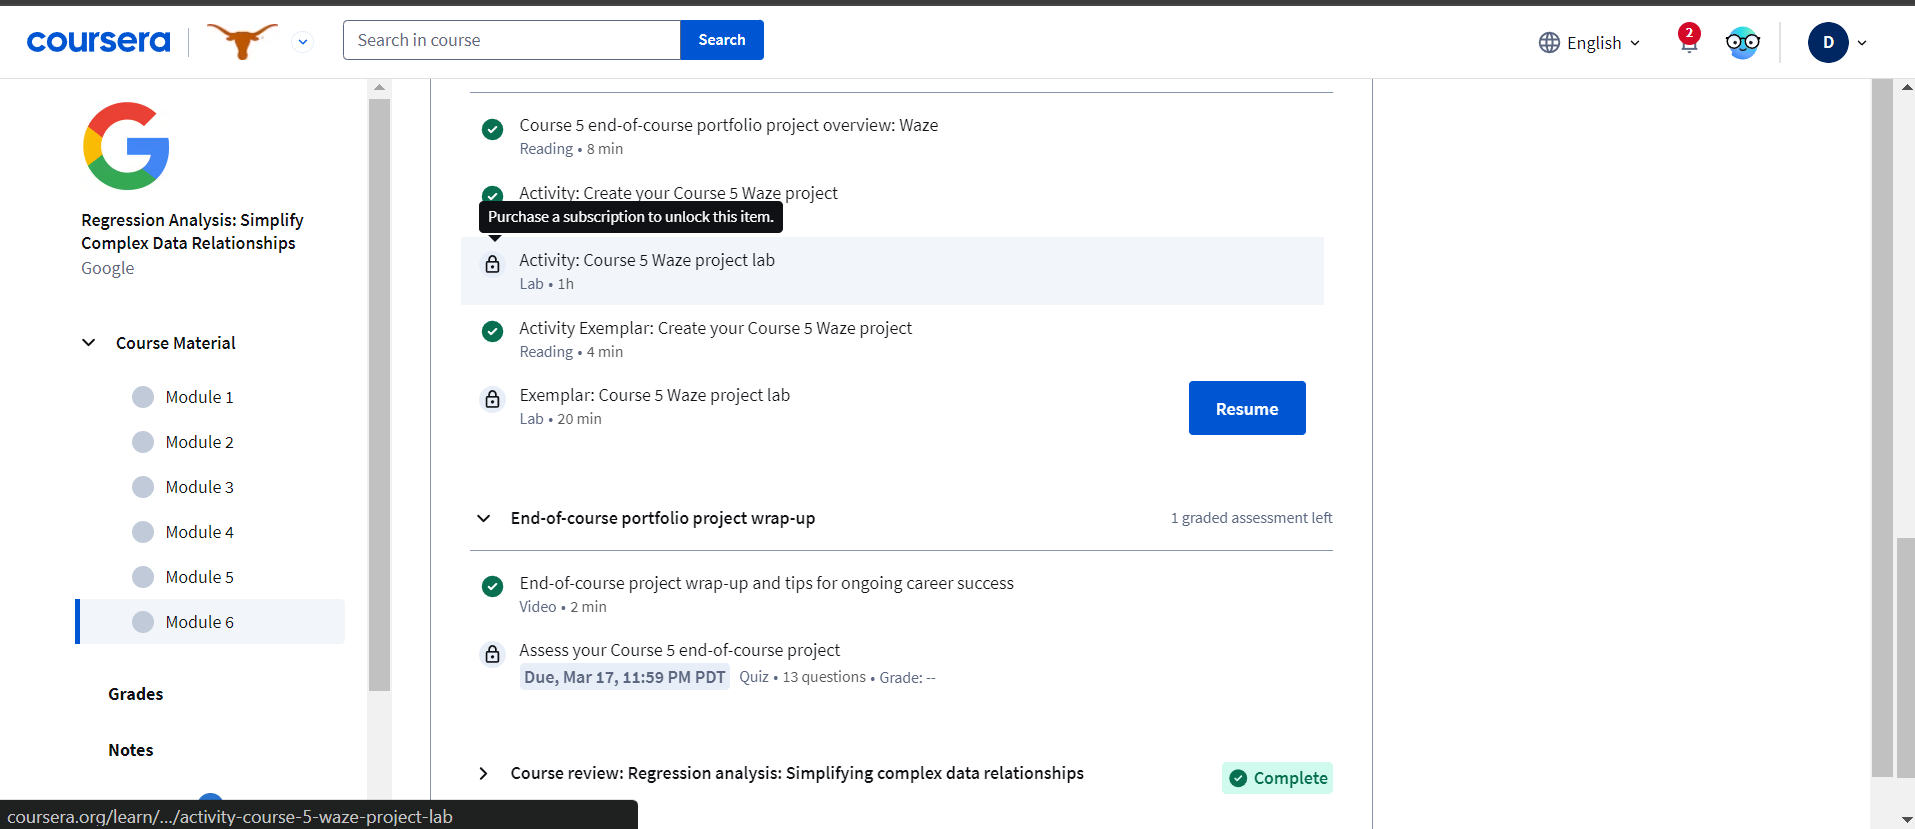 coursera
Search in course
Search
English
2
D
Regression Analysis: Simplify
Complex Data Relationships
Google
Course Material
Module 1
Module 2
Module 3
Module 4
Module 5
Module 6
Grades
Notes
Course 5 end-of-course portfolio project overview: Waze
Reading • 8 min
Activity: Create your Course 5 Waze project
Purchase a subscription to unlock this item.
Activity: Course 5 Waze project lab
Lab • 1h
Activity Exemplar: Create your Course 5 Waze project
Reading • 4 min
Exemplar: Course 5 Waze project lab
Lab • 20 min
Resume
End-of-course portfolio project wrap-up
1 graded assessment left
End-of-course project wrap-up and tips for ongoing career success
Video • 2 min
Assess your Course 5 end-of-course project
Due, Mar 17, 11:59 PM PDT Quiz • 13 questions • Grade: --
Course review: Regression analysis: Simplifying complex data relationships
Complete
coursera.org/learn/.../activity-course-5-waze-project-lab